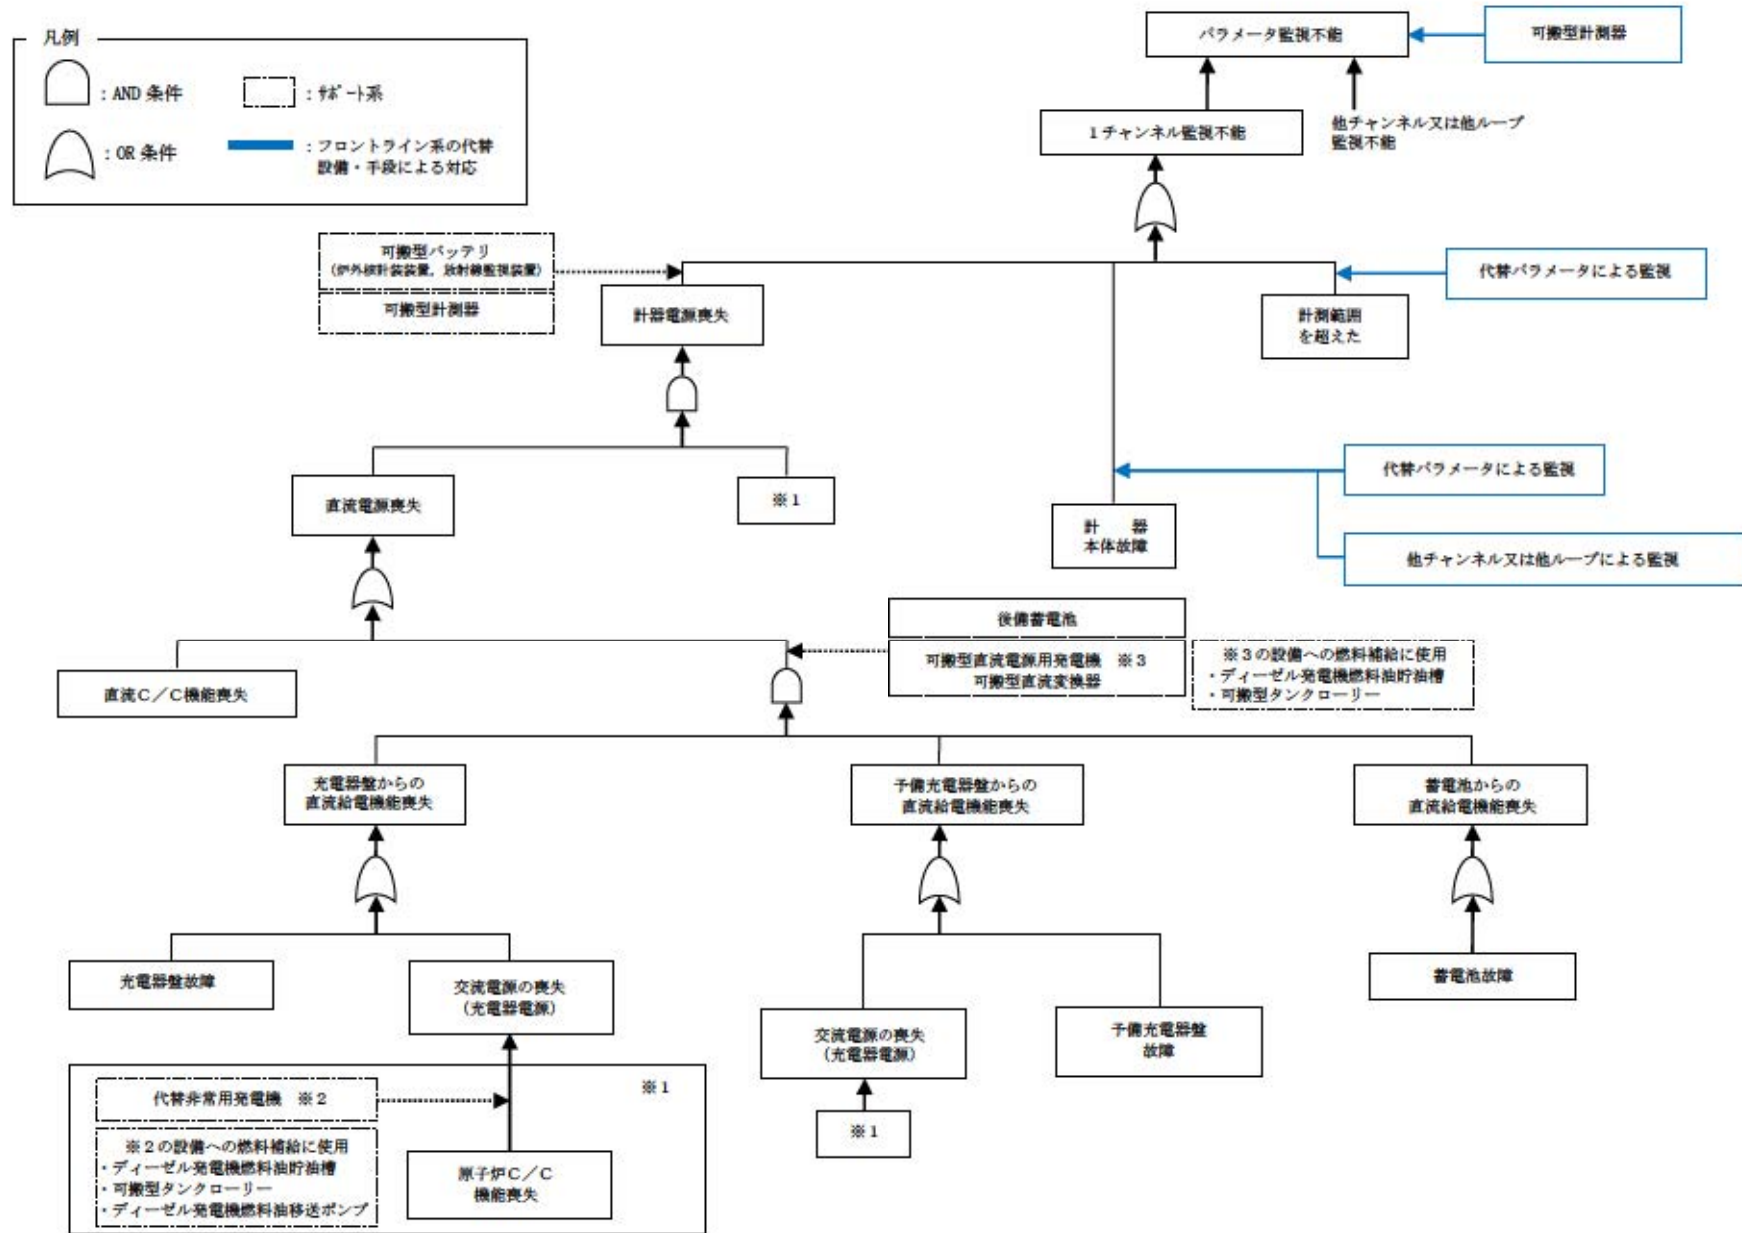 凡例
: AND 条件
: サポート系
: OR 条件
: フロントライン系の代替
設備・手段による対応
パラメータ監視不能
可搬型計測器
1チャンネル監視不能
他チャンネル又は他ループ
監視不能
可搬型バッテリ
(炉外核計装装置,放射線監視装置)
可搬型計測器
計器電源喪失
計測範囲
を超えた
代替パラメータによる監視
直流電源喪失
※1
計 器
本体故障
代替パラメータによる監視
他チャンネル又は他ループによる監視
後備蓄電池
可搬型直流電源用発電機 ※3
可搬型直流変換器
※3の設備への燃料補給に使用
・ディーゼル発電機燃料油貯油槽
・可搬型タンクローリー
直流C/C機能喪失
充電器盤からの
直流給電機能喪失
予備充電器盤からの
直流給電機能喪失
蓄電池からの
直流給電機能喪失
充電器盤故障
交流電源の喪失
(充電器電源)
交流電源の喪失
(充電器電源)
予備充電器盤
故障
蓄電池故障
※1
代替非常用発電機 ※2
※2の設備への燃料補給に使用
・ディーゼル発電機燃料油貯油槽
・可搬型タンクローリー
・ディーゼル発電機燃料油移送ポンプ
原子炉C/C
機能喪失
※1